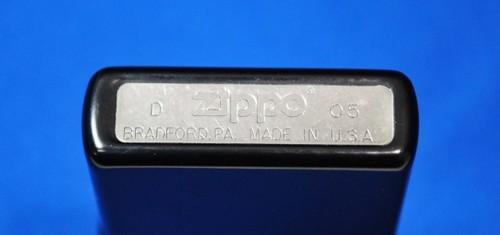 D Zippo® 05
BRADFORD,PA. MADE IN U.S.A.